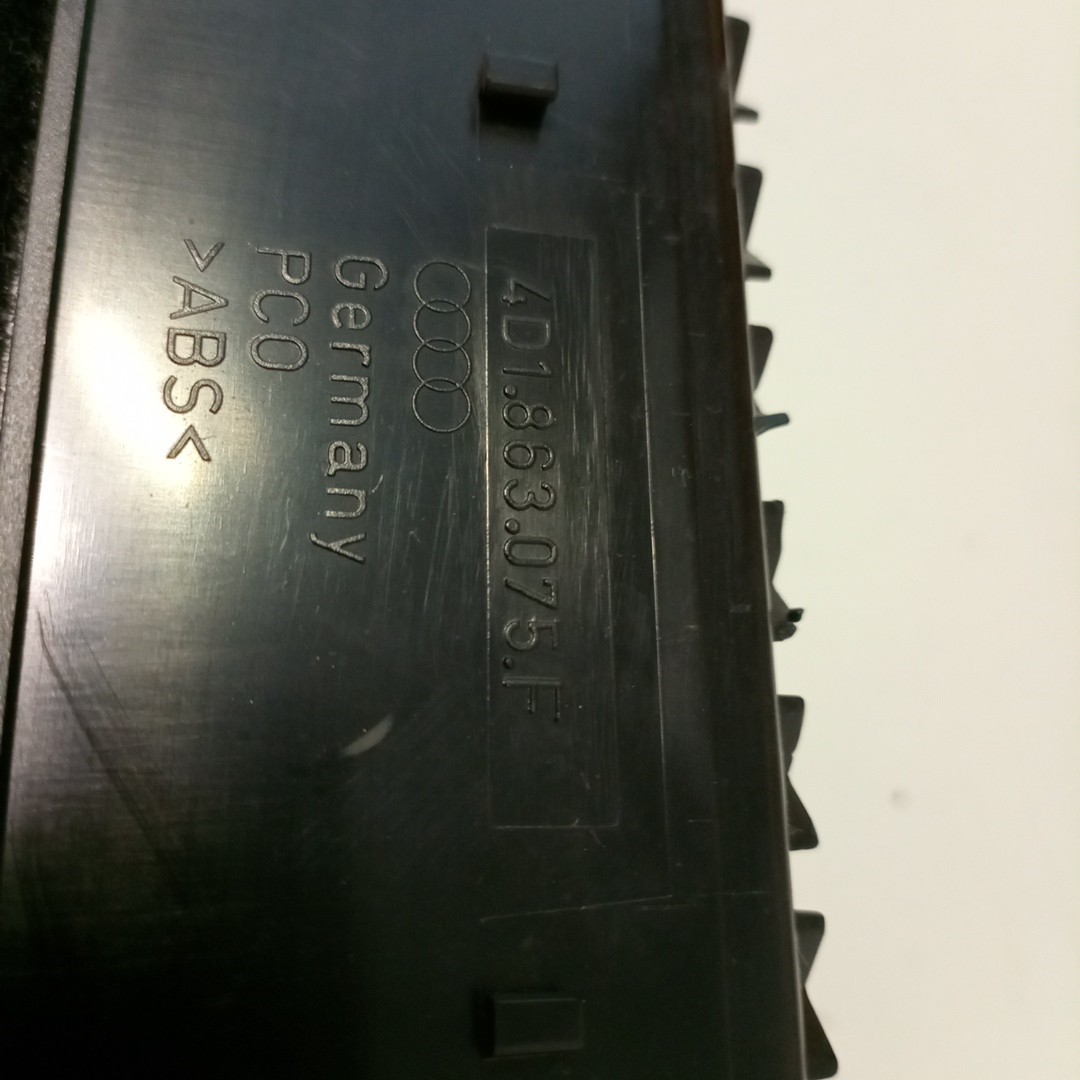 4D1.863.075.F
Germany
PCO
>ABS<